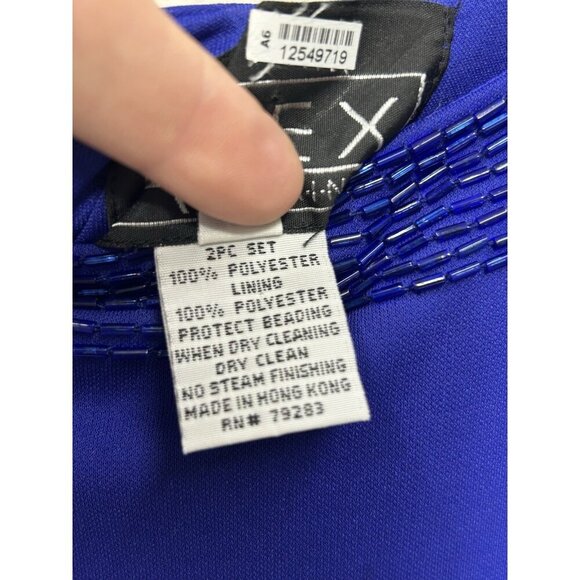 A6
12549719
EX
2PC SET
100% POLYESTER
LINING
100% POLYESTER
PROTECT BEADING
WHEN DRY CLEANING
DRY CLEAN
NO STEAM FINISHING
MADE IN HONG KONG
RN# 79283